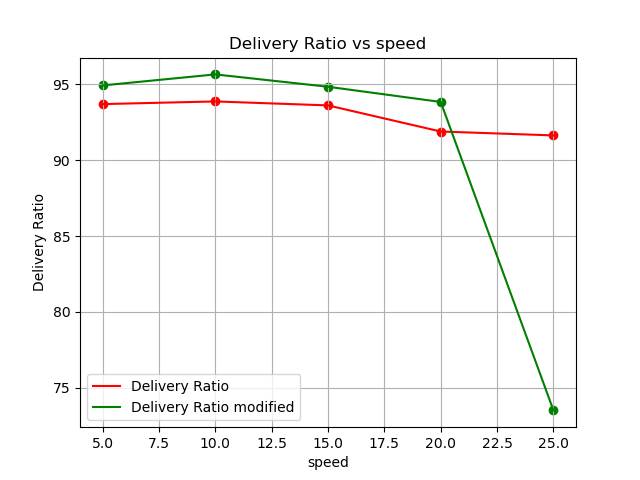 Delivery Ratio vs speed
Delivery Ratio
95
90
85
80
75
Delivery Ratio
Delivery Ratio modified
5.0 7.5 10.0 12.5 15.0 17.5 20.0 22.5 25.0
speed